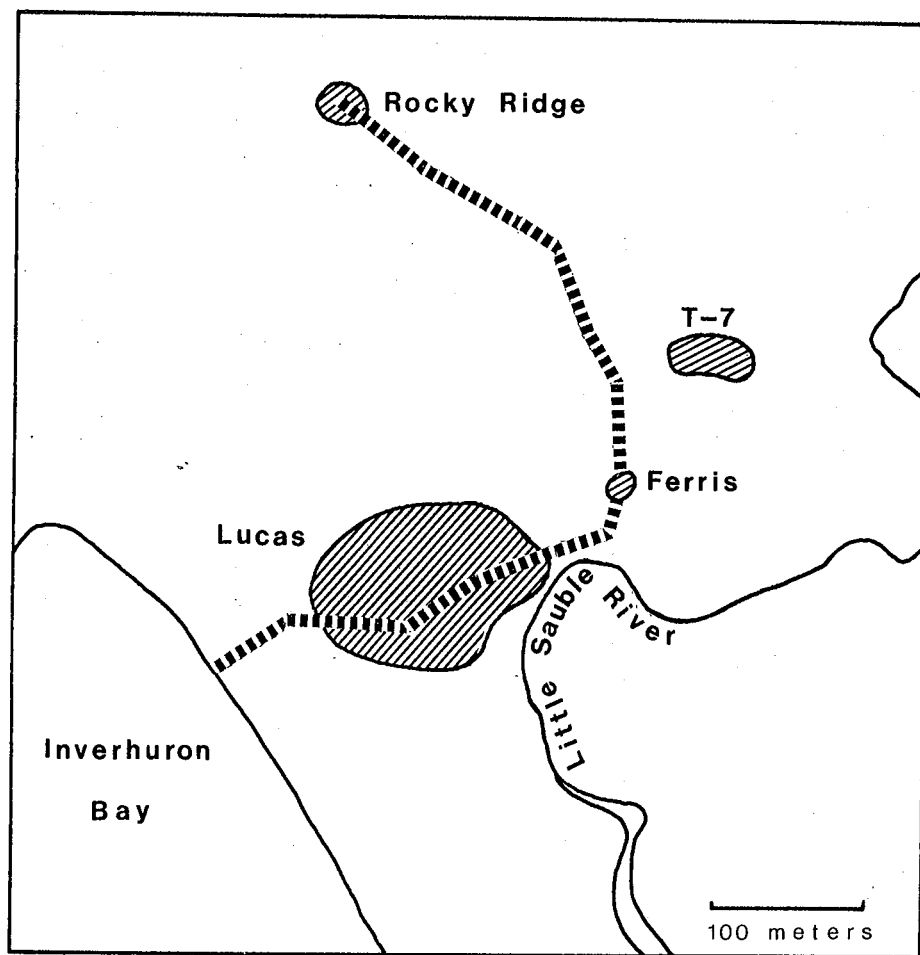 Rocky Ridge
T-7
Ferris
Lucas
Little Sauble River
Inverhuron
Bay
100 meters